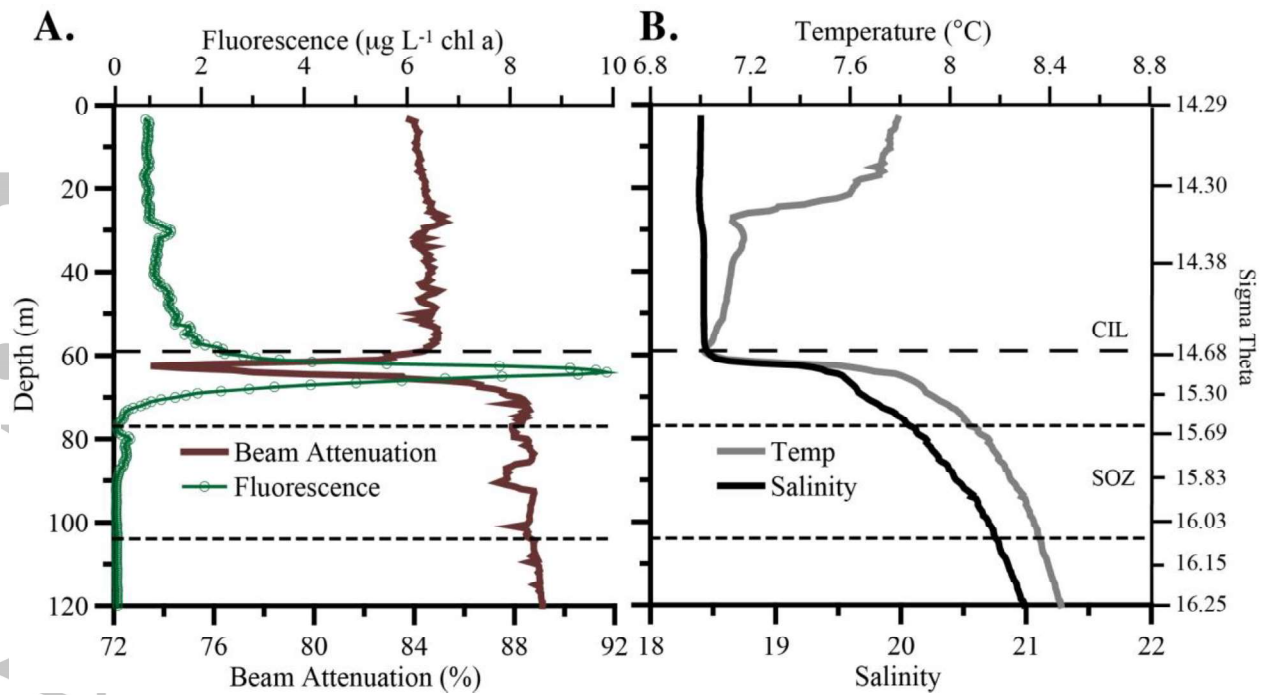 A.
Fluorescence (μg L-1 chl a)
0 2 4 6 8 10
0
20
40
60
80
100
120
Depth (m)
Beam Attenuation
Fluorescence
72 76 80 84 88 92
Beam Attenuation (%)
B.
Temperature (°C)
6.8 7.2 7.6 8 8.4 8.8
14.29
14.30
14.38
14.68
15.30
15.69
15.83
16.03
16.15
16.25
Sigma Theta
CIL
SOZ
Temp
Salinity
18 19 20 21 22
Salinity